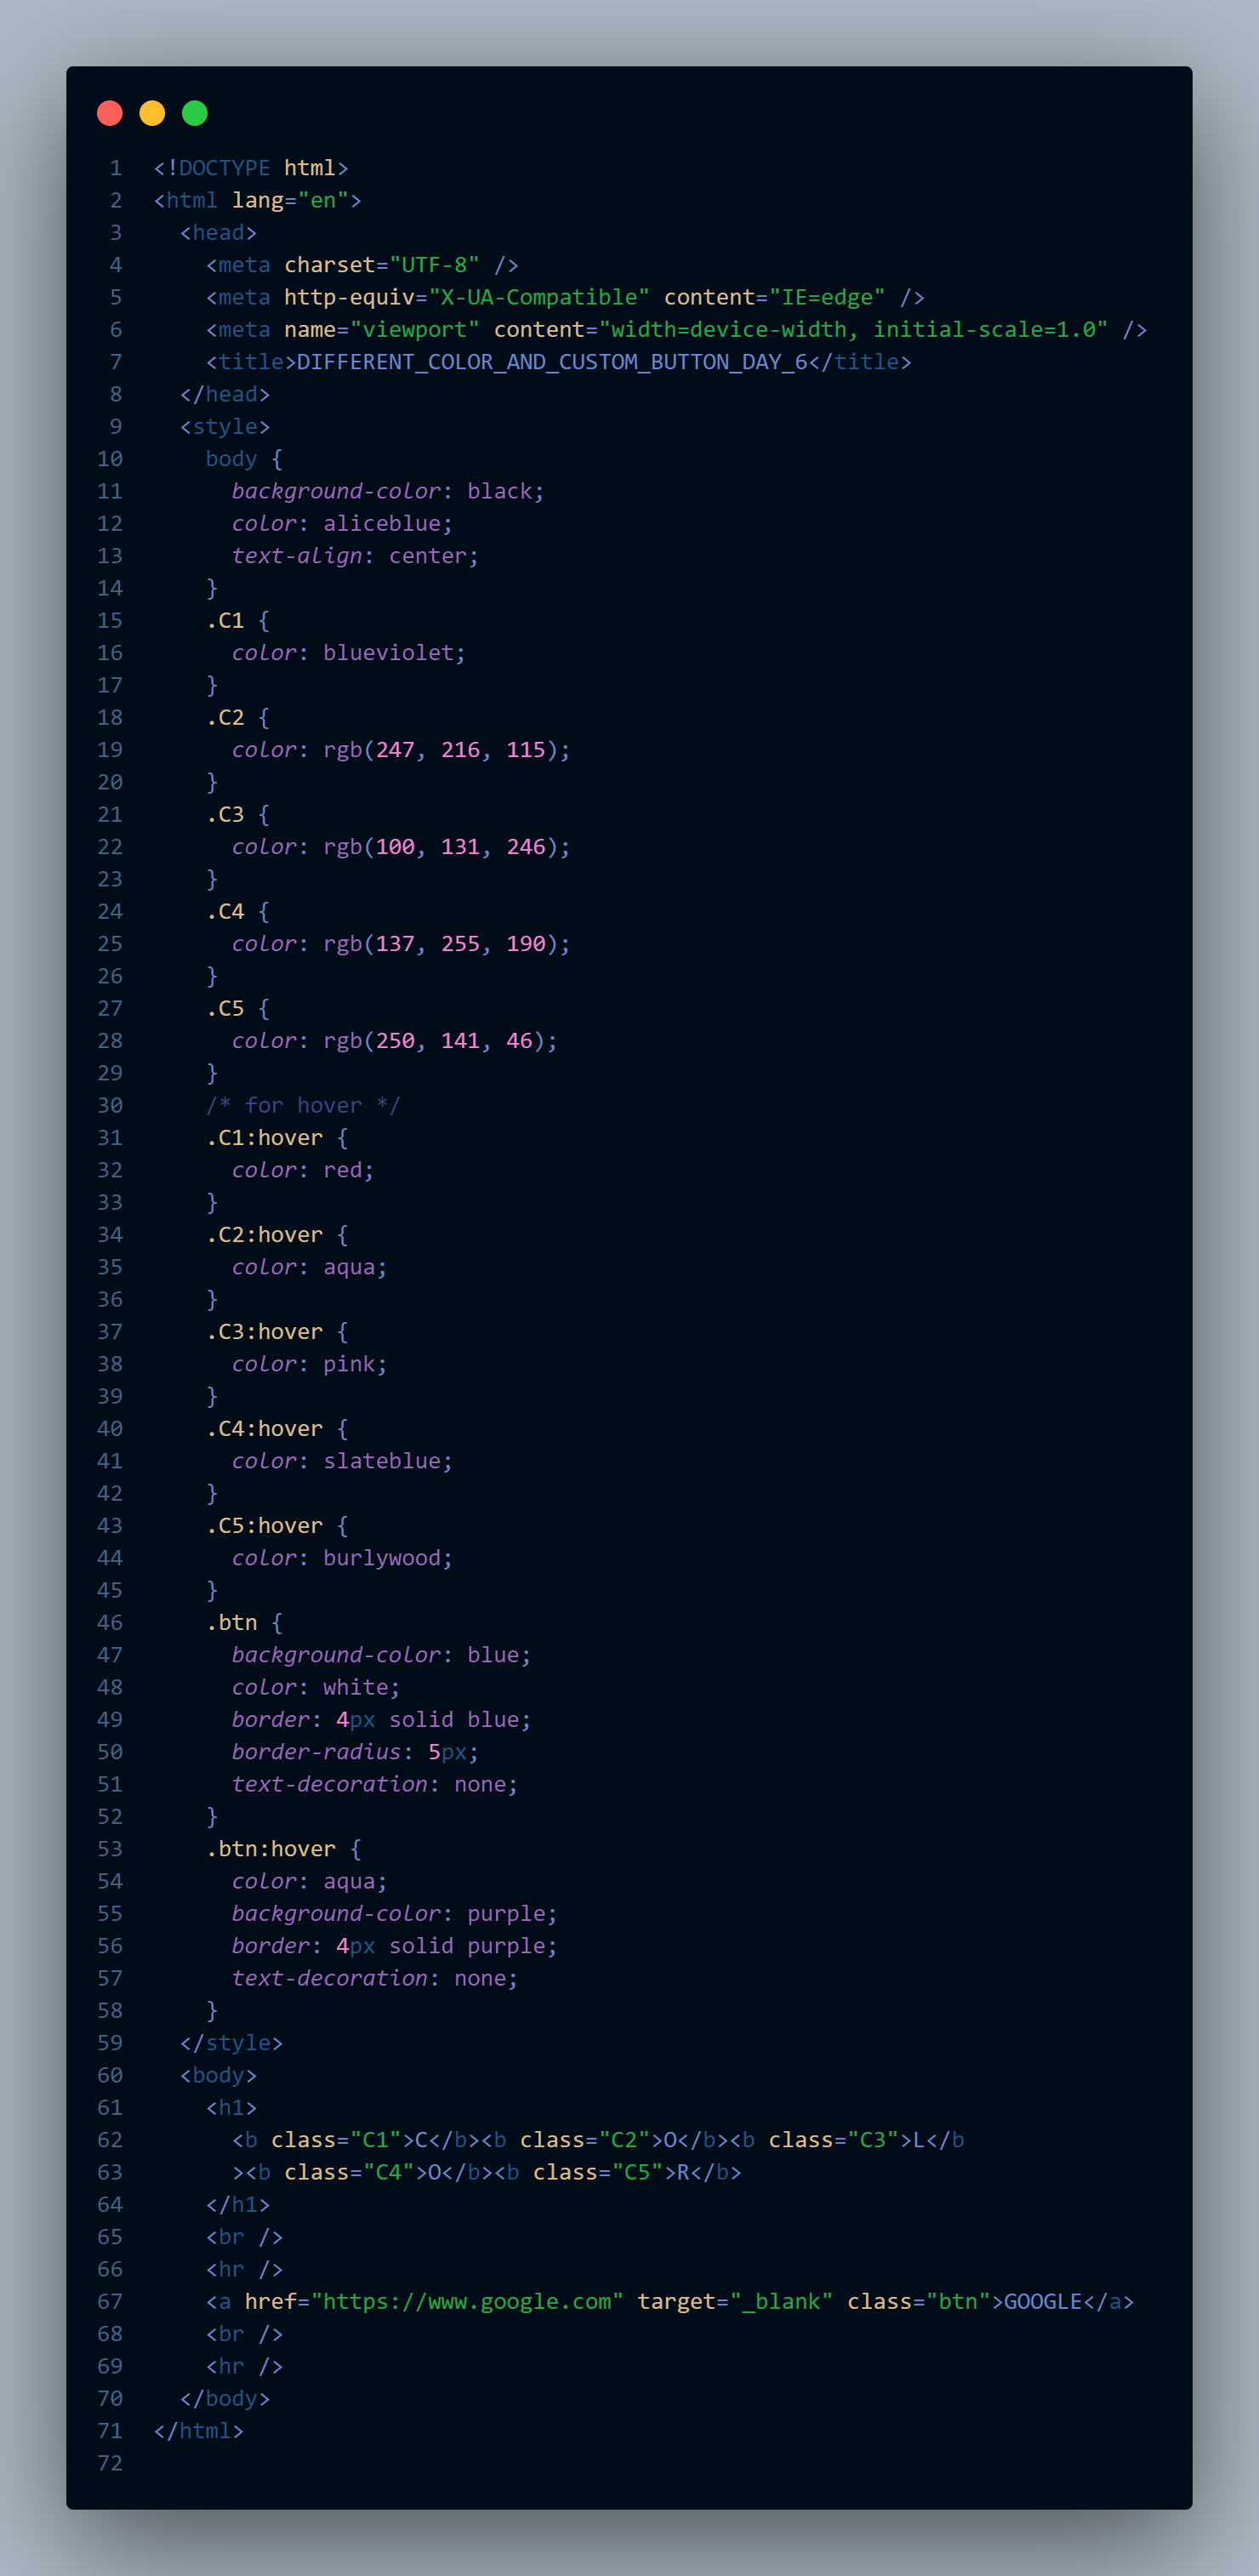 1 <!DOCTYPE html>
2 <html lang="en">
3   <head>
4     <meta charset="UTF-8" />
5     <meta http-equiv="X-UA-Compatible" content="IE=edge" />
6     <meta name="viewport" content="width=device-width, initial-scale=1.0" />
7     <title>DIFFERENT_COLOR_AND_CUSTOM_BUTTON_DAY_6</title>
8   </head>
9   <style>
10     body {
11       background-color: black;
12       color: aliceblue;
13       text-align: center;
14     }
15     .C1 {
16       color: blueviolet;
17     }
18     .C2 {
19       color: rgb(247, 216, 115);
20     }
21     .C3 {
22       color: rgb(100, 131, 246);
23     }
24     .C4 {
25       color: rgb(137, 255, 190);
26     }
27     .C5 {
28       color: rgb(250, 141, 46);
29     }
30     /* for hover */
31     .C1:hover {
32       color: red;
33     }
34     .C2:hover {
35       color: aqua;
36     }
37     .C3:hover {
38       color: pink;
39     }
40     .C4:hover {
41       color: slateblue;
42     }
43     .C5:hover {
44       color: burlywood;
45     }
46     .btn {
47       background-color: blue;
48       color: white;
49       border: 4px solid blue;
50       border-radius: 5px;
51       text-decoration: none;
52     }
53     .btn:hover {
54       color: aqua;
55       background-color: purple;
56       border: 4px solid purple;
57       text-decoration: none;
58     }
59   </style>
60   <body>
61     <h1>
62       <b class="C1">C</b><b class="C2">O</b><b class="C3">L</b
63       ><b class="C4">O</b><b class="C5">R</b>
64     </h1>
65     <br />
66     <hr />
67     <a href="https://www.google.com" target="_blank" class="btn">GOOGLE</a>
68     <br />
69     <hr />
70   </body>
71 </html>
72